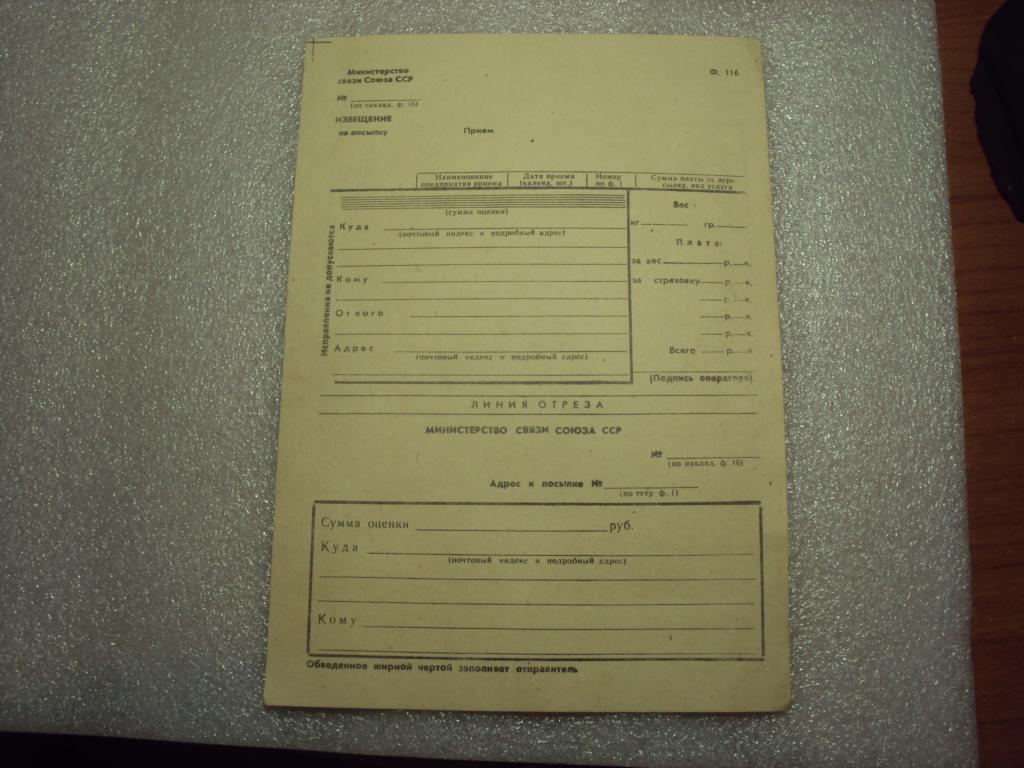 Министерство
связи Союза ССР
Ф. 116
№
(по наклад. ф. 16)
ИЗВЕЩЕНИЕ
на посылку
Прием
Наименование
предприятия приема
Дата приема
(календ. шт.)
Номер
по ф. 1
Сумма платы за пере-
сылку, вид услуги
(сумма оценки)
Вес
Куда
кг гр.
(почтовый индекс и подробный адрес)
Плата:
за вес р. к.
Кому
за страховку р. к.
р. к.
От кого
р. к.
р. к.
Адрес
Всего р. к
(почтовый индекс и подробный адрес)
(Подпись оператора)
Исправления не допускаются
ЛИНИЯ ОТРЕЗА
МИНИСТЕРСТВО СВЯЗИ СОЮЗА ССР
№
(по наклад. ф. 16)
Адрес к посылке №
(по тетр ф. 1)
Сумма оценки руб.
Куда
(почтовый индекс и подробный адрес)
Кому
Обведенное жирной чертой заполняет отправитель